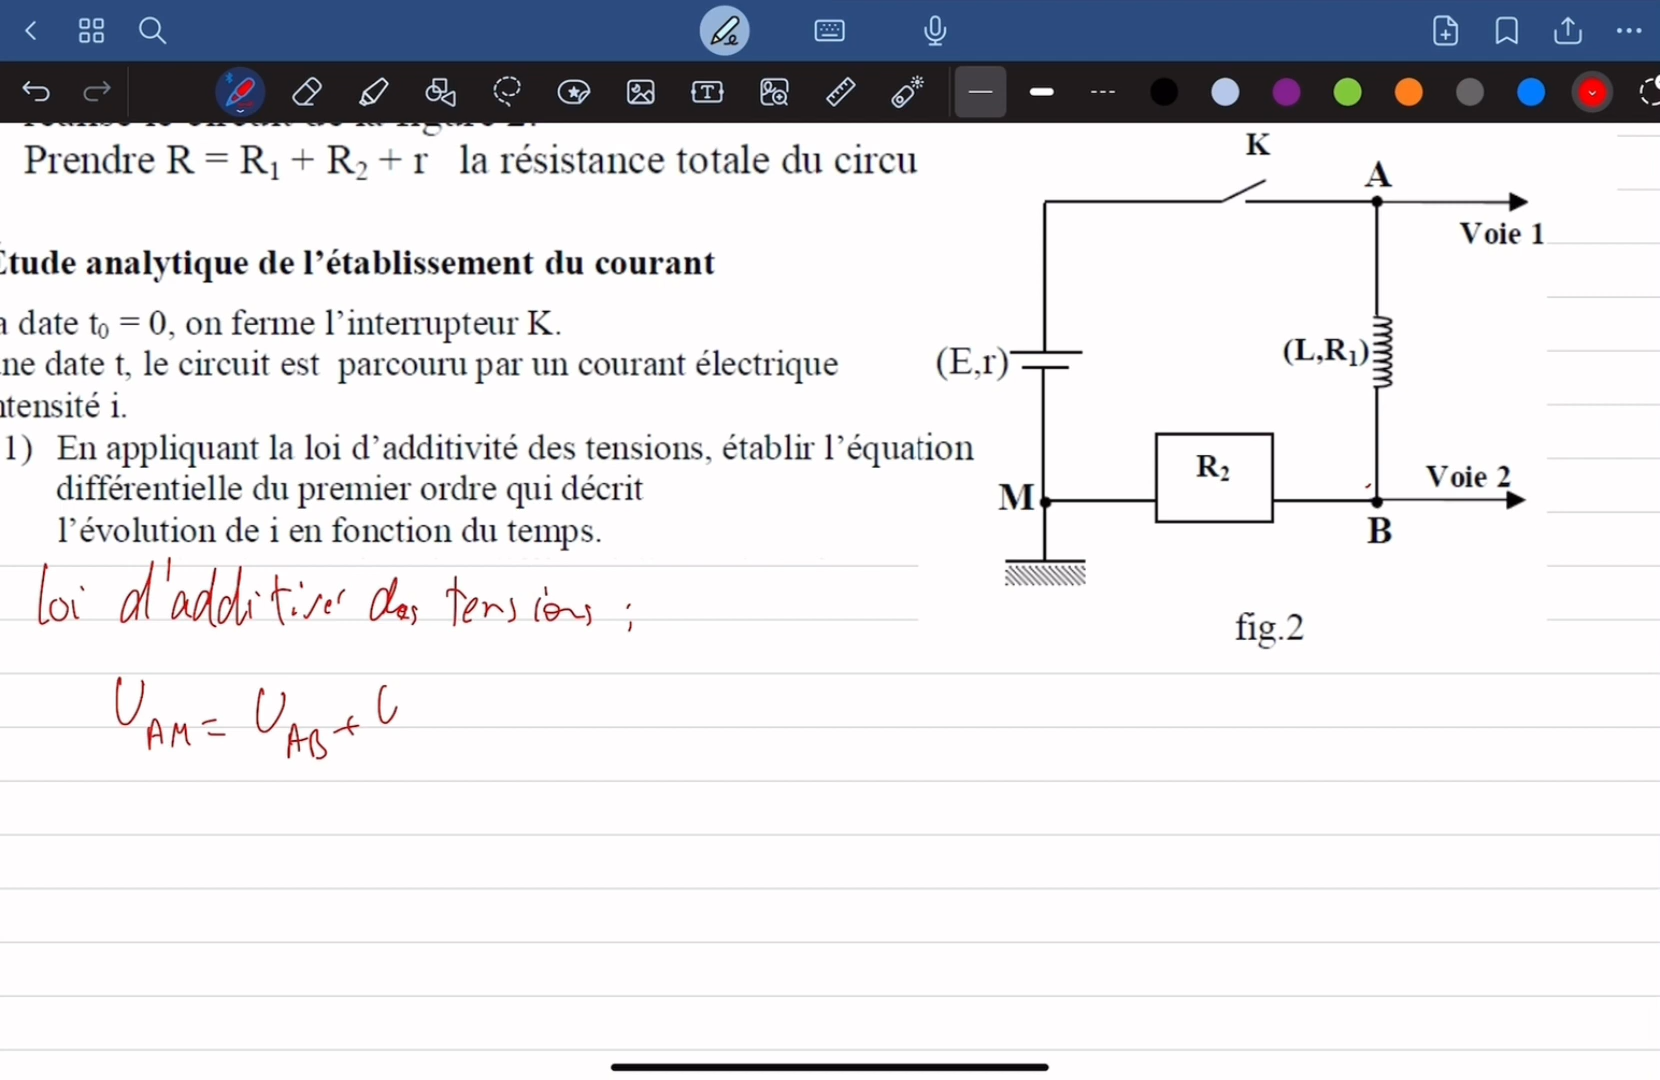 Prendre R = R₁ + R₂ + r la résistance totale du circu
Étude analytique de l’établissement du courant
a date t₀ = 0, on ferme l’interrupteur K.
ne date t, le circuit est parcouru par un courant électrique
ntensité i.
1) En appliquant la loi d’additivité des tensions, établir l’équation
différentielle du premier ordre qui décrit
l’évolution de i en fonction du temps.
K
A
Voie 1
(E,r)
(L,R₁)
R₂
M
Voie 2
B
fig.2
loi d'additiver des tensions ;
U_AM = U_AB + U